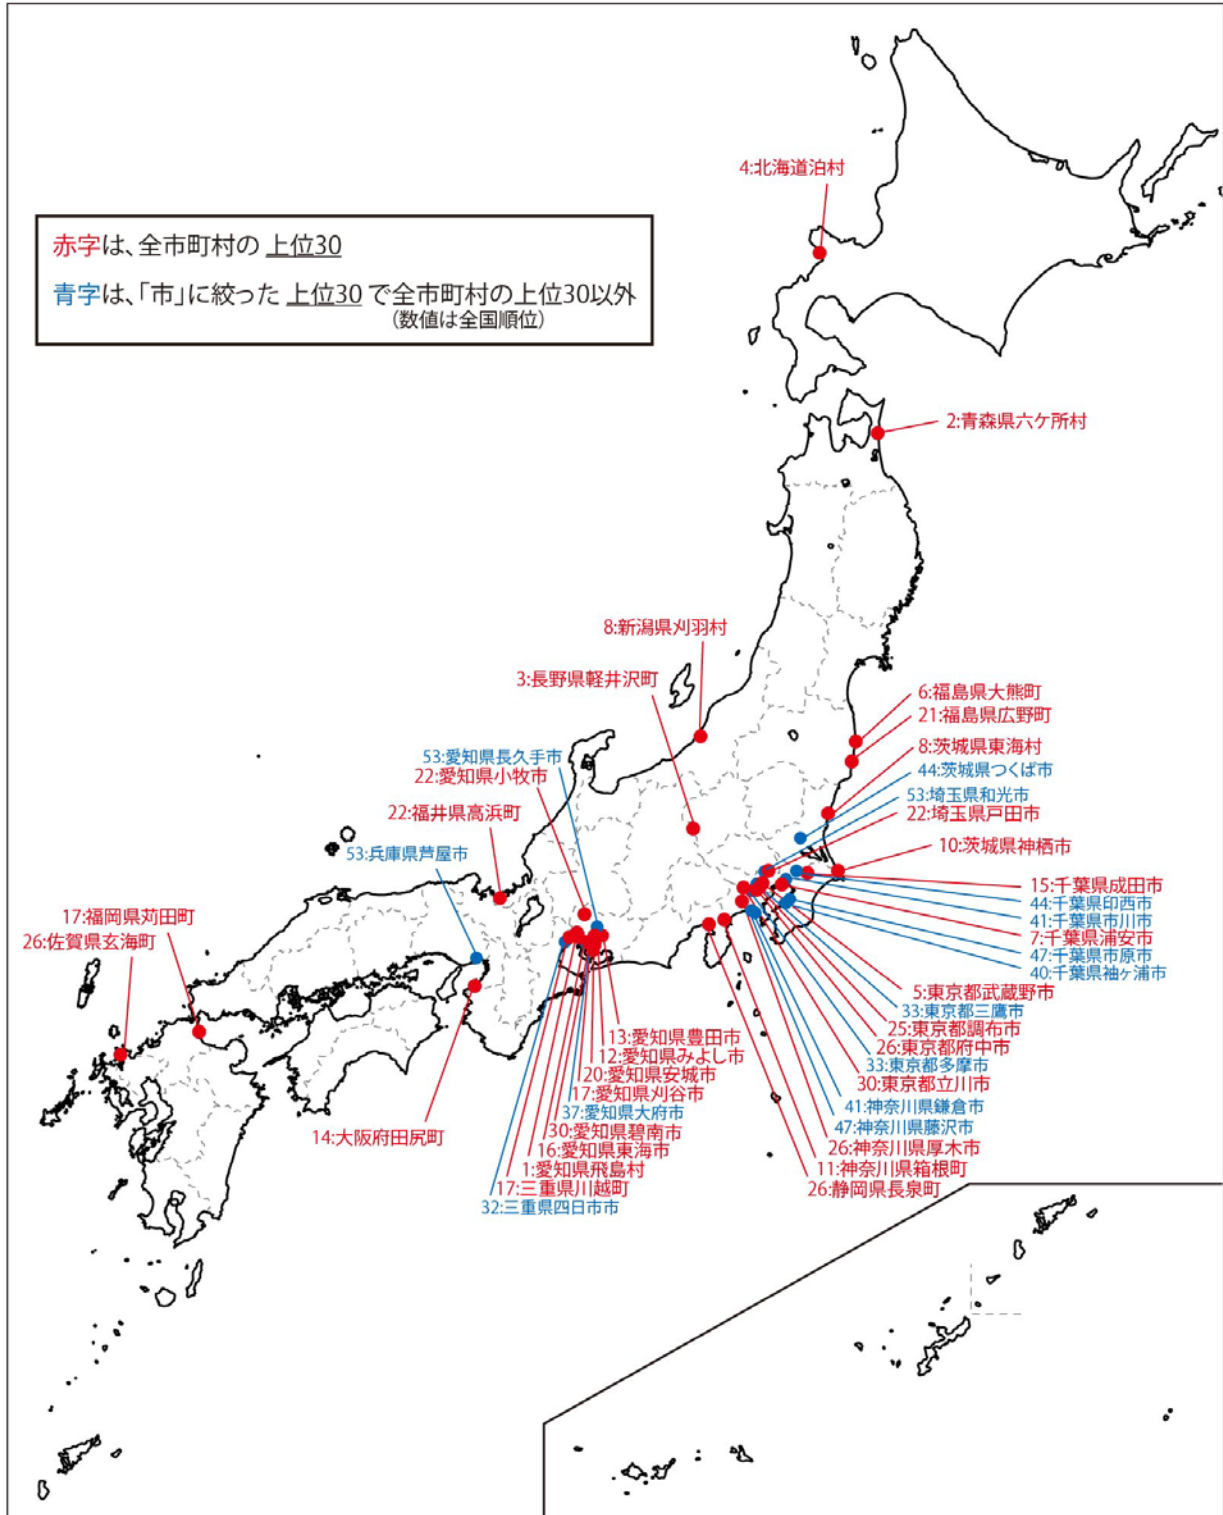 4:北海道泊村
赤字は、全市町村の 上位30
青字は、「市」に絞った 上位30 で全市町村の上位30以外
(数値は全国順位)
2:青森県六ケ所村
8:新潟県刈羽村
3:長野県軽井沢町
6:福島県大熊町
21:福島県広野町
8:茨城県東海村
44:茨城県つくば市
53:埼玉県和光市
22:埼玉県戸田市
10:茨城県神栖市
53:愛知県長久手市
22:愛知県小牧市
22:福井県高浜町
53:兵庫県芦屋市
17:福岡県苅田町
26:佐賀県玄海町
15:千葉県成田市
44:千葉県印西市
41:千葉県市川市
7:千葉県浦安市
47:千葉県市原市
40:千葉県袖ヶ浦市
5:東京都武蔵野市
33:東京都三鷹市
25:東京都調布市
26:東京都府中市
33:東京都多摩市
30:東京都立川市
41:神奈川県鎌倉市
47:神奈川県藤沢市
26:神奈川県厚木市
11:神奈川県箱根町
26:静岡県長泉町
13:愛知県豊田市
12:愛知県みよし市
20:愛知県安城市
17:愛知県刈谷市
37:愛知県大府市
30:愛知県碧南市
16:愛知県東海市
1:愛知県飛島村
17:三重県川越町
32:三重県四日市市
14:大阪府田尻町